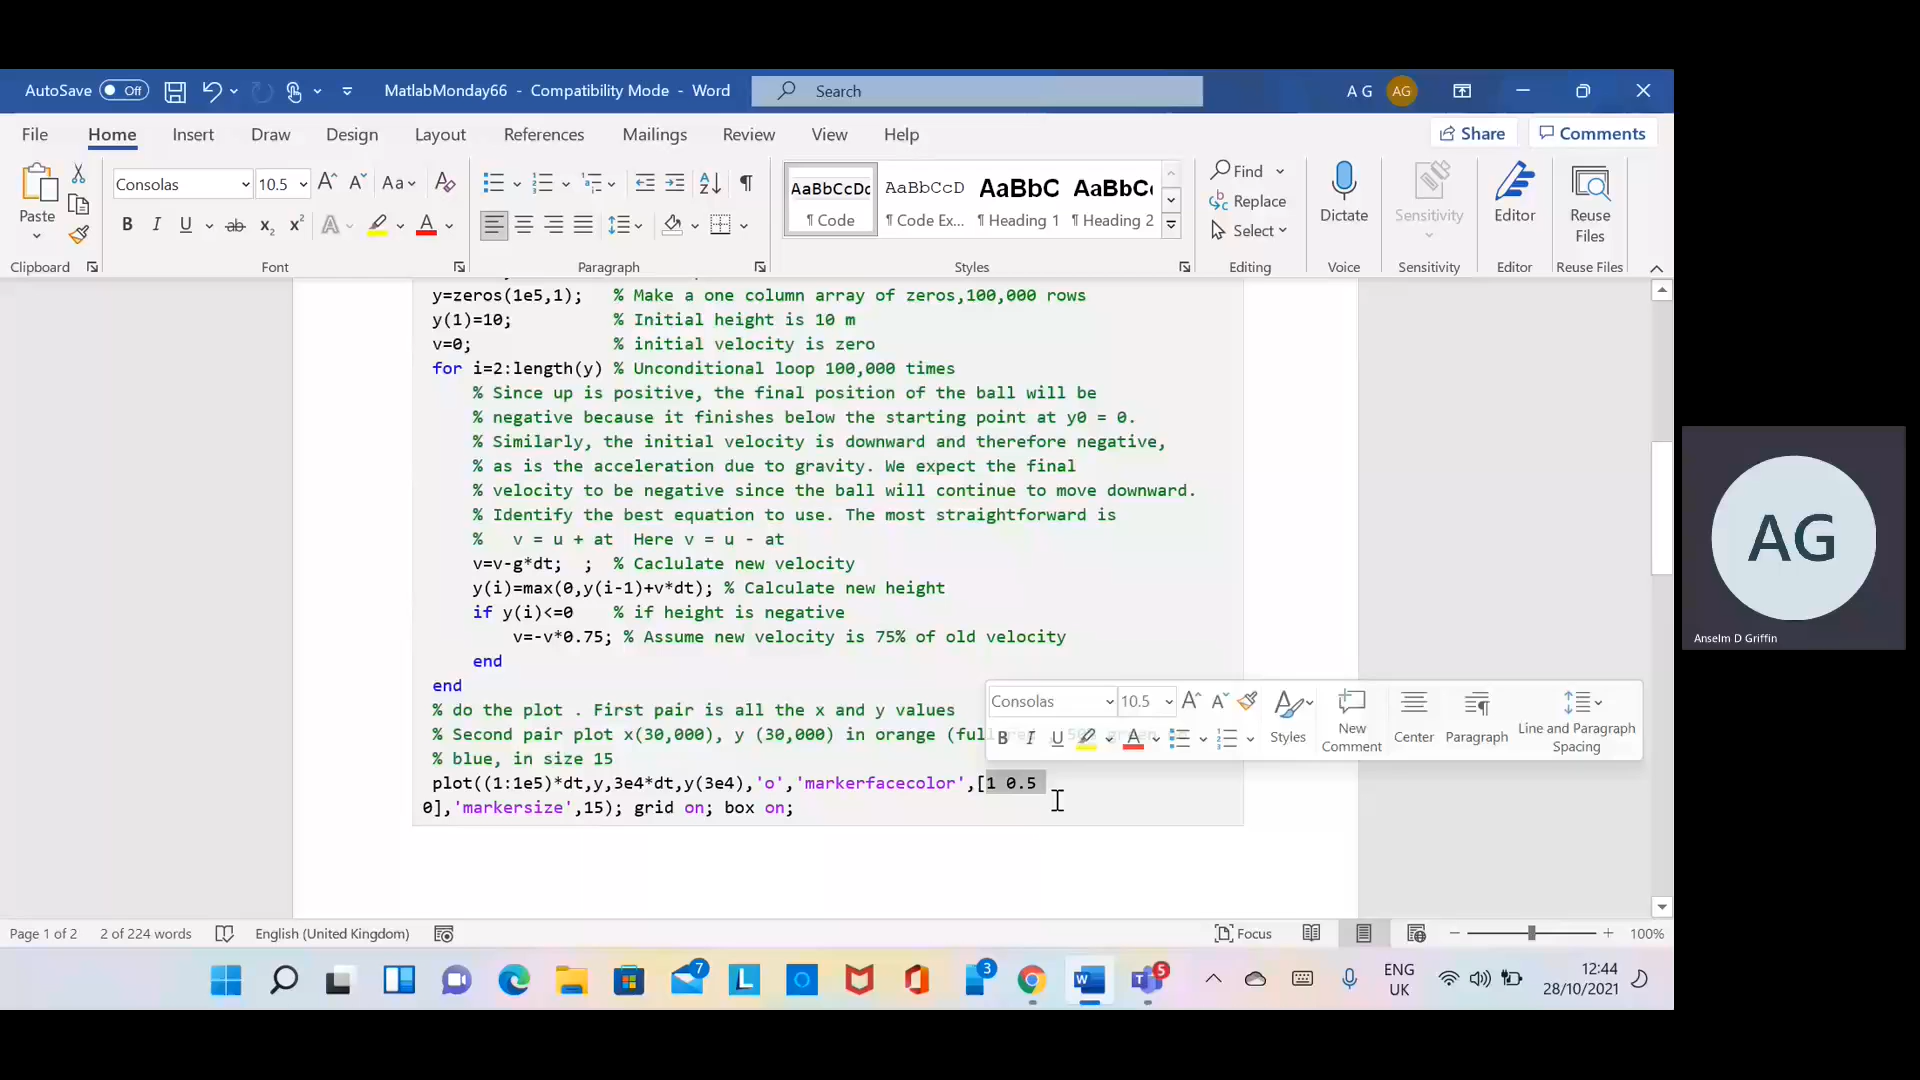 AutoSave Off MatlabMonday66 - Compatibility Mode - Word Search A G AG
File Home Insert Draw Design Layout References Mailings Review View Help Share Comments
Paste Consolas 10.5 Aa AaBbCcDc AaBbCcD AaBbC AaBbCc Find Replace Select Dictate Sensitivity Editor Reuse Files
B I U ab x₂ x² A A ¶ Code ¶ Code Ex... ¶ Heading 1 ¶ Heading 2
Clipboard Font Paragraph Styles Editing Voice Sensitivity Editor Reuse Files
y=zeros(1e5,1); % Make a one column array of zeros,100,000 rows
y(1)=10; % Initial height is 10 m
v=0; % initial velocity is zero
for i=2:length(y) % Unconditional loop 100,000 times
% Since up is positive, the final position of the ball will be
% negative because it finishes below the starting point at y0 = 0.
% Similarly, the initial velocity is downward and therefore negative,
% as is the acceleration due to gravity. We expect the final
% velocity to be negative since the ball will continue to move downward.
% Identify the best equation to use. The most straightforward is
% v = u + at Here v = u - at
v=v-g*dt; ; % Caclulate new velocity
y(i)=max(0,y(i-1)+v*dt); % Calculate new height
if y(i)<=0 % if height is negative
v=-v*0.75; % Assume new velocity is 75% of old velocity
end
end
% do the plot . First pair is all the x and y values
% Second pair plot x(30,000), y (30,000) in orange (full
% blue, in size 15
plot((1:1e5)*dt,y,3e4*dt,y(3e4),'o','markerfacecolor',[1 0.5
0],'markersize',15); grid on; box on;
Consolas 10.5 Styles New Comment Center Paragraph Line and Paragraph Spacing
B I U A
AG
Anselm D Griffin
Page 1 of 2 2 of 224 words English (United Kingdom) Focus 100%
7 L O 3 W T 5 ENG UK 12:44 28/10/2021